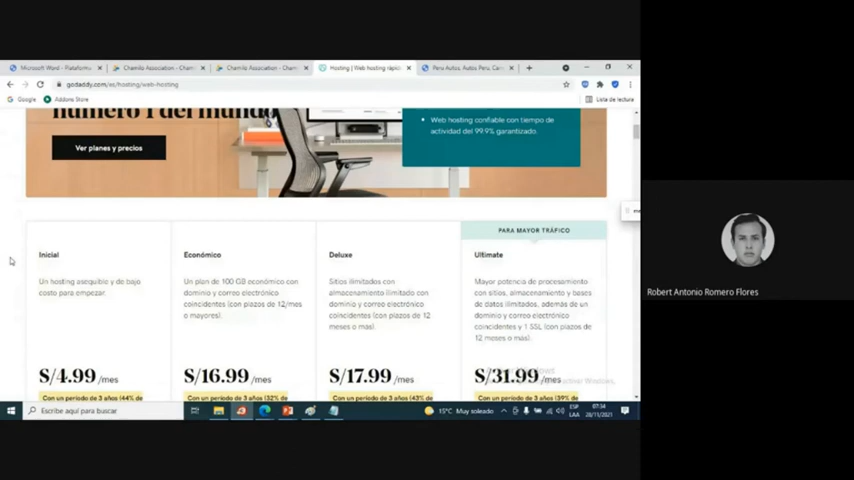 Microsoft Word - Plataform
Chamilo Association - Cham
Chamilo Association - Cham
Hosting | Web hosting rápid
Peru Autos, Autos Peru, Car
godaddy.com/es/hosting/web-hosting
Google
Addons Store
Lista de lectura
número 1 del mundo
Ver planes y precios
Web hosting confiable con tiempo de
actividad del 99.9% garantizado.
PARA MAYOR TRÁFICO
Inicial
Un hosting asequible y de bajo
costo para empezar.
S/4.99 /mes
Con un período de 3 años (44% de
Económico
Un plan de 100 GB económico con
dominio y correo electrónico
coincidentes (con plazos de 12/mes
o mayores).
S/16.99 /mes
Con un período de 3 años (32% de
Deluxe
Sitios ilimitados con
almacenamiento ilimitado con
dominio y correo electrónico
coincidentes (con plazos de 12
meses o más).
S/17.99 /mes
Con un período de 3 años (43% de
Ultimate
Mayor potencia de procesamiento
con sitios, almacenamiento y bases
de datos ilimitados, además de un
dominio y correo electrónico
coincidentes y 1 SSL (con plazos de
12 meses o más).
S/31.99 /mes
Con un período de 3 años (39% de
Escribe aquí para buscar
15°C Muy soleado
ESP
LAA
07:34
28/11/2021
Robert Antonio Romero Flores